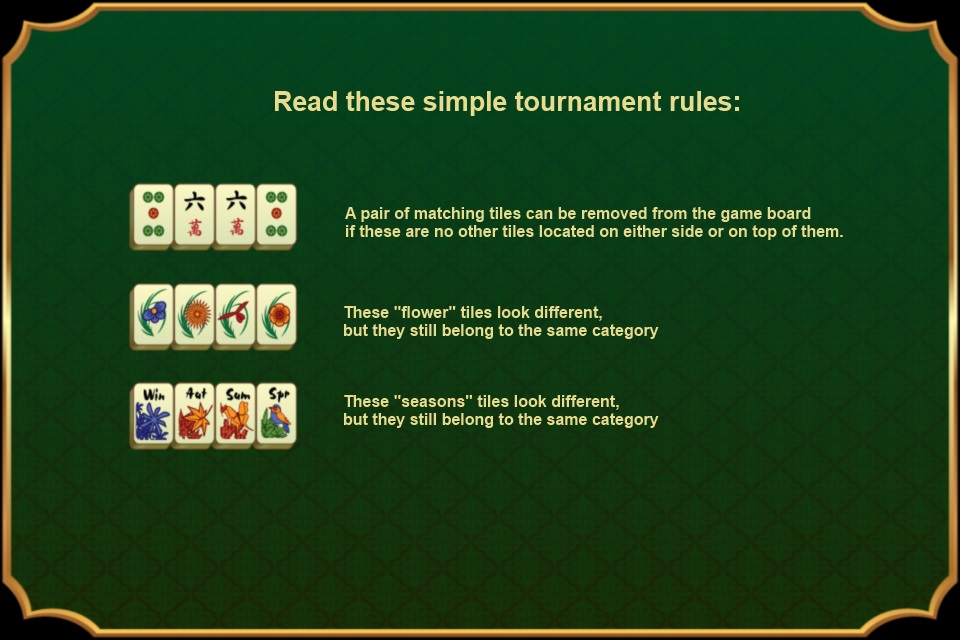 Read these simple tournament rules:
六 六
萬 萬
A pair of matching tiles can be removed from the game board
if these are no other tiles located on either side or on top of them.
These "flower" tiles look different,
but they still belong to the same category
Win Aut Sum Spr
These "seasons" tiles look different,
but they still belong to the same category